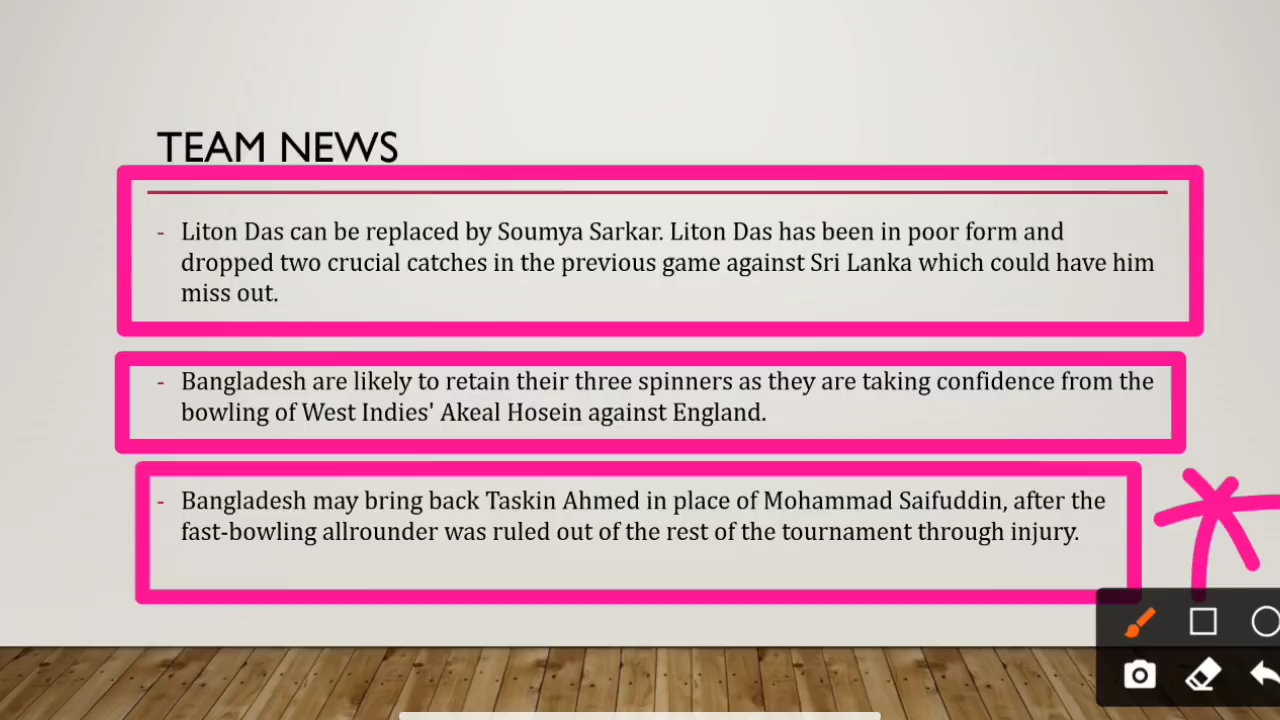 TEAM NEWS
- Liton Das can be replaced by Soumya Sarkar. Liton Das has been in poor form and
dropped two crucial catches in the previous game against Sri Lanka which could have him
miss out.
- Bangladesh are likely to retain their three spinners as they are taking confidence from the
bowling of West Indies' Akeal Hosein against England.
- Bangladesh may bring back Taskin Ahmed in place of Mohammad Saifuddin, after the
fast-bowling allrounder was ruled out of the rest of the tournament through injury.